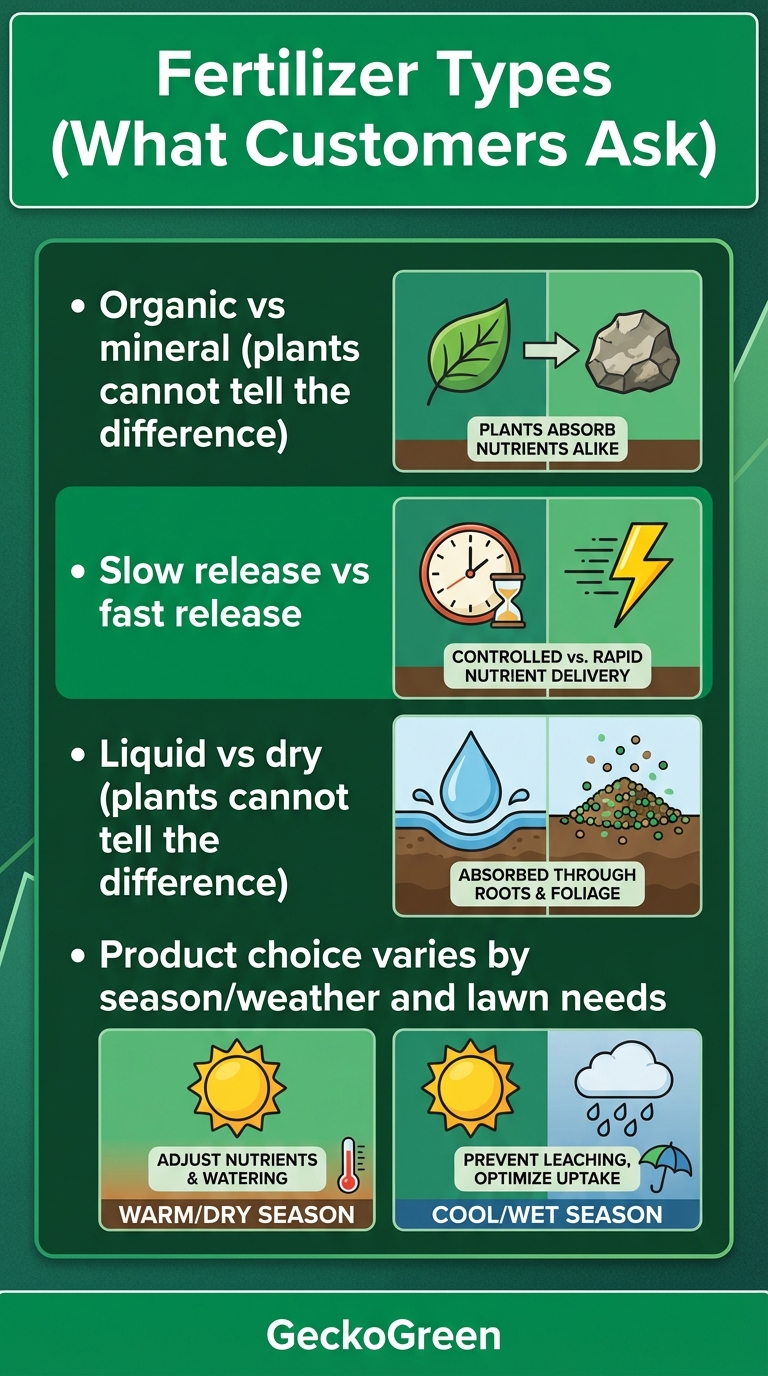 Fertilizer Types
(What Customers Ask)
• Organic vs
mineral (plants
cannot tell the
difference)
PLANTS ABSORB
NUTRIENTS ALIKE
• Slow release vs
fast release
CONTROLLED vs. RAPID
NUTRIENT DELIVERY
• Liquid vs dry
(plants cannot
tell the
difference)
ABSORBED THROUGH
ROOTS & FOLIAGE
• Product choice varies by
season/weather and lawn needs
ADJUST NUTRIENTS
& WATERING
WARM/DRY SEASON
PREVENT LEACHING,
OPTIMIZE UPTAKE
COOL/WET SEASON
GeckoGreen